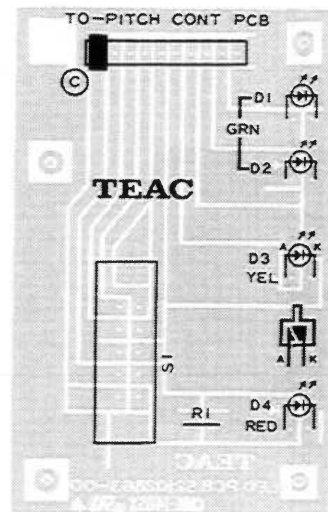 TO-PITCH CONT PCB
C
D1
GRN
D2
TEAC
A K
D3
YEL
S1
A K
R1
D4
RED
TEAC